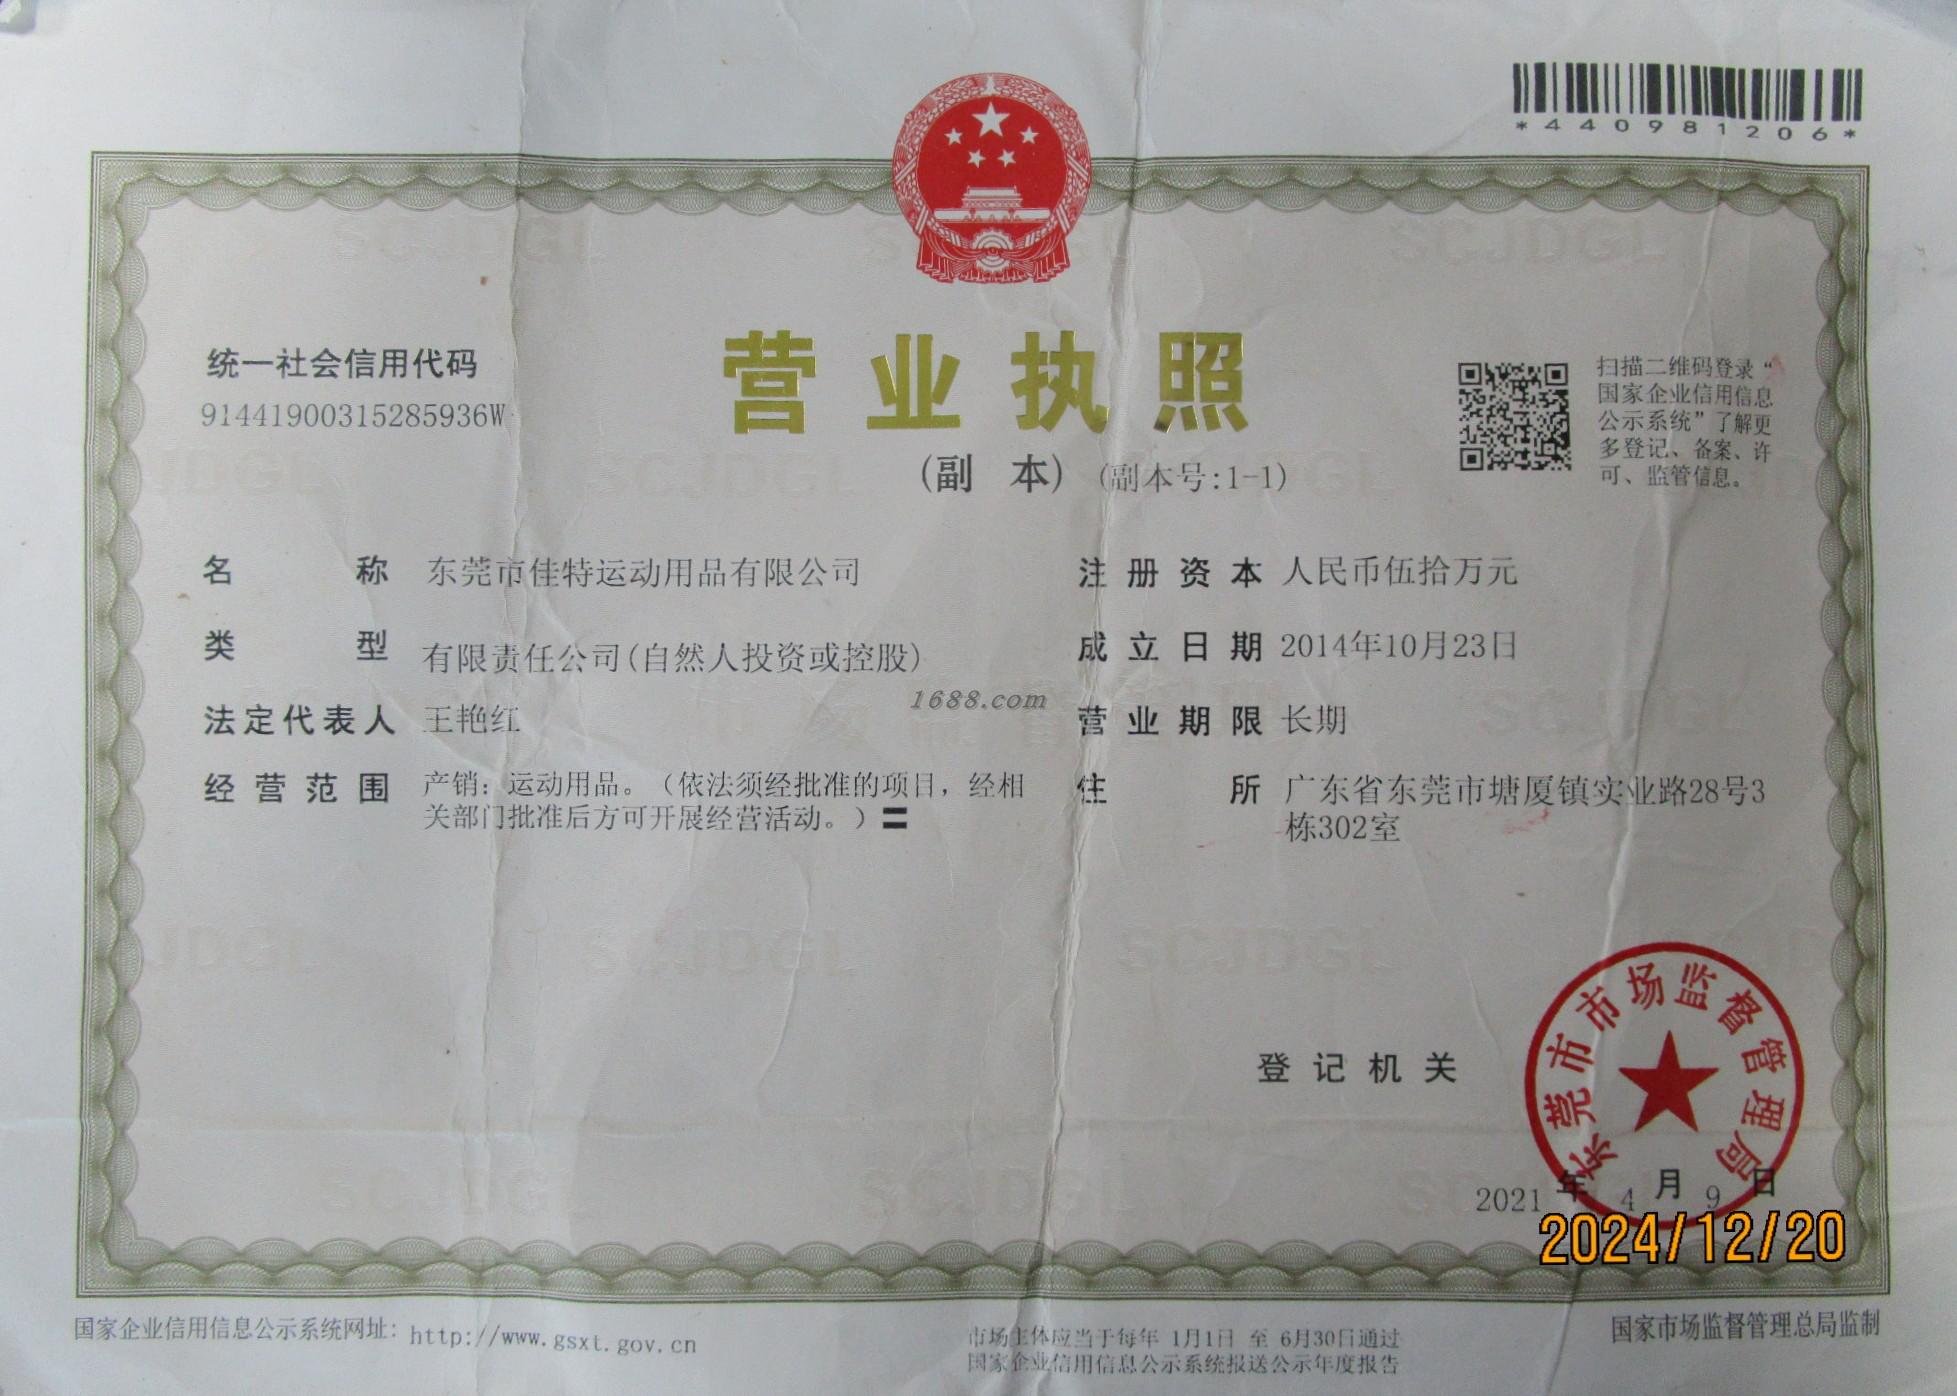 *440981206*
统一社会信用代码
91441900315285936W
营业执照
(副 本) (副本号:1-1)
扫描二维码登录“
国家企业信用信息
公示系统”了解更
多登记、备案、许
可、监管信息。
名 称 东莞市佳特运动用品有限公司
类 型 有限责任公司(自然人投资或控股)
法定代表人 王艳红
经营范围 产销：运动用品。（依法须经批准的项目，经相
关部门批准后方可开展经营活动。）〓
注册资本 人民币伍拾万元
成立日期 2014年10月23日
营业期限 长期
住 所 广东省东莞市塘厦镇实业路28号3
栋302室
1688.com
登记机关
东莞市市场监督管理局
2021 年 4 月 9 日
2024/12/20
国家企业信用信息公示系统网址：http://www.gsxt.gov.cn
市场主体应当于每年 1月1日 至 6月30日通过
国家企业信用信息公示系统报送公示年度报告
国家市场监督管理总局监制
SCJDGL